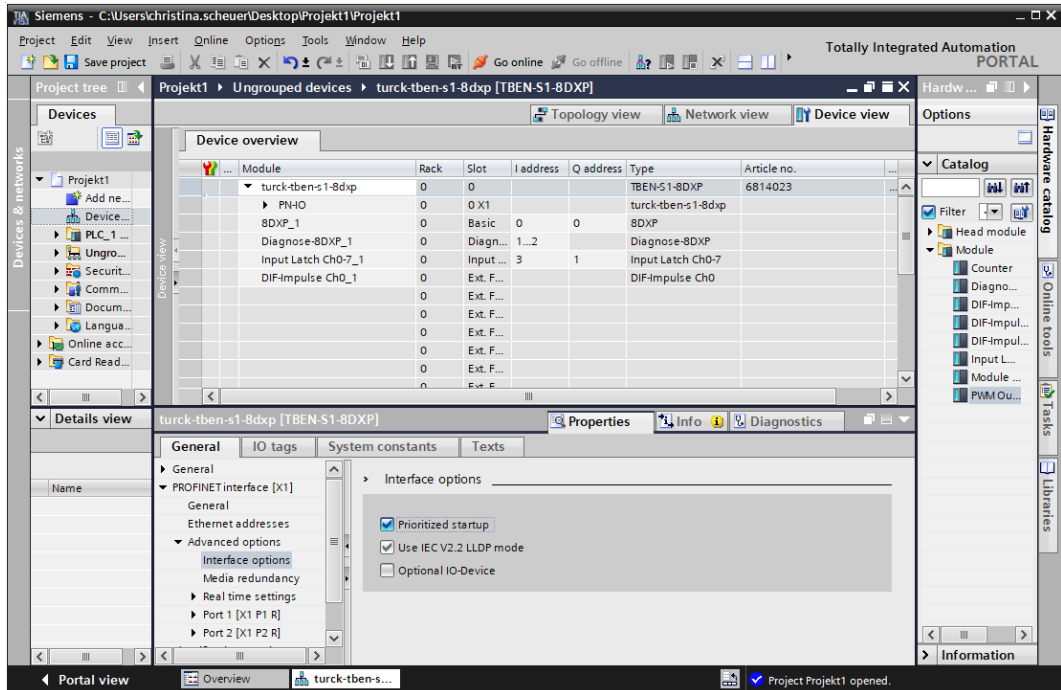 Siemens - C:\Users\christina.scheuer\Desktop\Projekt1\Projekt1
Project Edit View Insert Online Options Tools Window Help
Totally Integrated Automation
PORTAL
Save project Go online Go offline
Project tree
Projekt1 Ungrouped devices turck-tben-s1-8dxp [TBEN-S1-8DXP]
Hardw...
Devices
Topology view Network view Device view
Options
Device overview
... Module Rack Slot I address Q address Type Article no. ...
turck-tben-s1-8dxp 0 0 TBEN-S1-8DXP 6814023
PN-IO 0 0 X1 turck-tben-s1-8dxp
8DXP_1 0 Basic 0 0 8DXP
Diagnose-8DXP_1 0 Diagn... 1...2 Diagnose-8DXP
Input Latch Ch0-7_1 0 Input ... 3 1 Input Latch Ch0-7
DIF-Impulse Ch0_1 0 Ext. F... DIF-Impulse Ch0
0 Ext. F...
0 Ext. F...
0 Ext. F...
0 Ext. F...
0 Ext. F...
0 Ext. F...
Projekt1
Add ne...
Device...
PLC_1 ...
Ungro...
Securit...
Comm...
Docum...
Langua...
Online acc...
Card Read...
Devices & networks
Device view
Catalog
Filter
Head module
Module
Counter
Diagno...
DIF-Imp...
DIF-Impul...
DIF-Impul...
Input L...
Module ...
PWM Ou...
Hardware catalog
Online tools
Tasks
Libraries
Details view
Name
turck-tben-s1-8dxp [TBEN-S1-8DXP]
Properties Info Diagnostics
General IO tags System constants Texts
General
PROFINET interface [X1]
General
Ethernet addresses
Advanced options
Interface options
Media redundancy
Real time settings
Port 1 [X1 P1 R]
Port 2 [X1 P2 R]
Interface options
Prioritized startup
Use IEC V2.2 LLDP mode
Optional IO-Device
Information
Portal view
Overview
turck-tben-s...
Project Projekt1 opened.